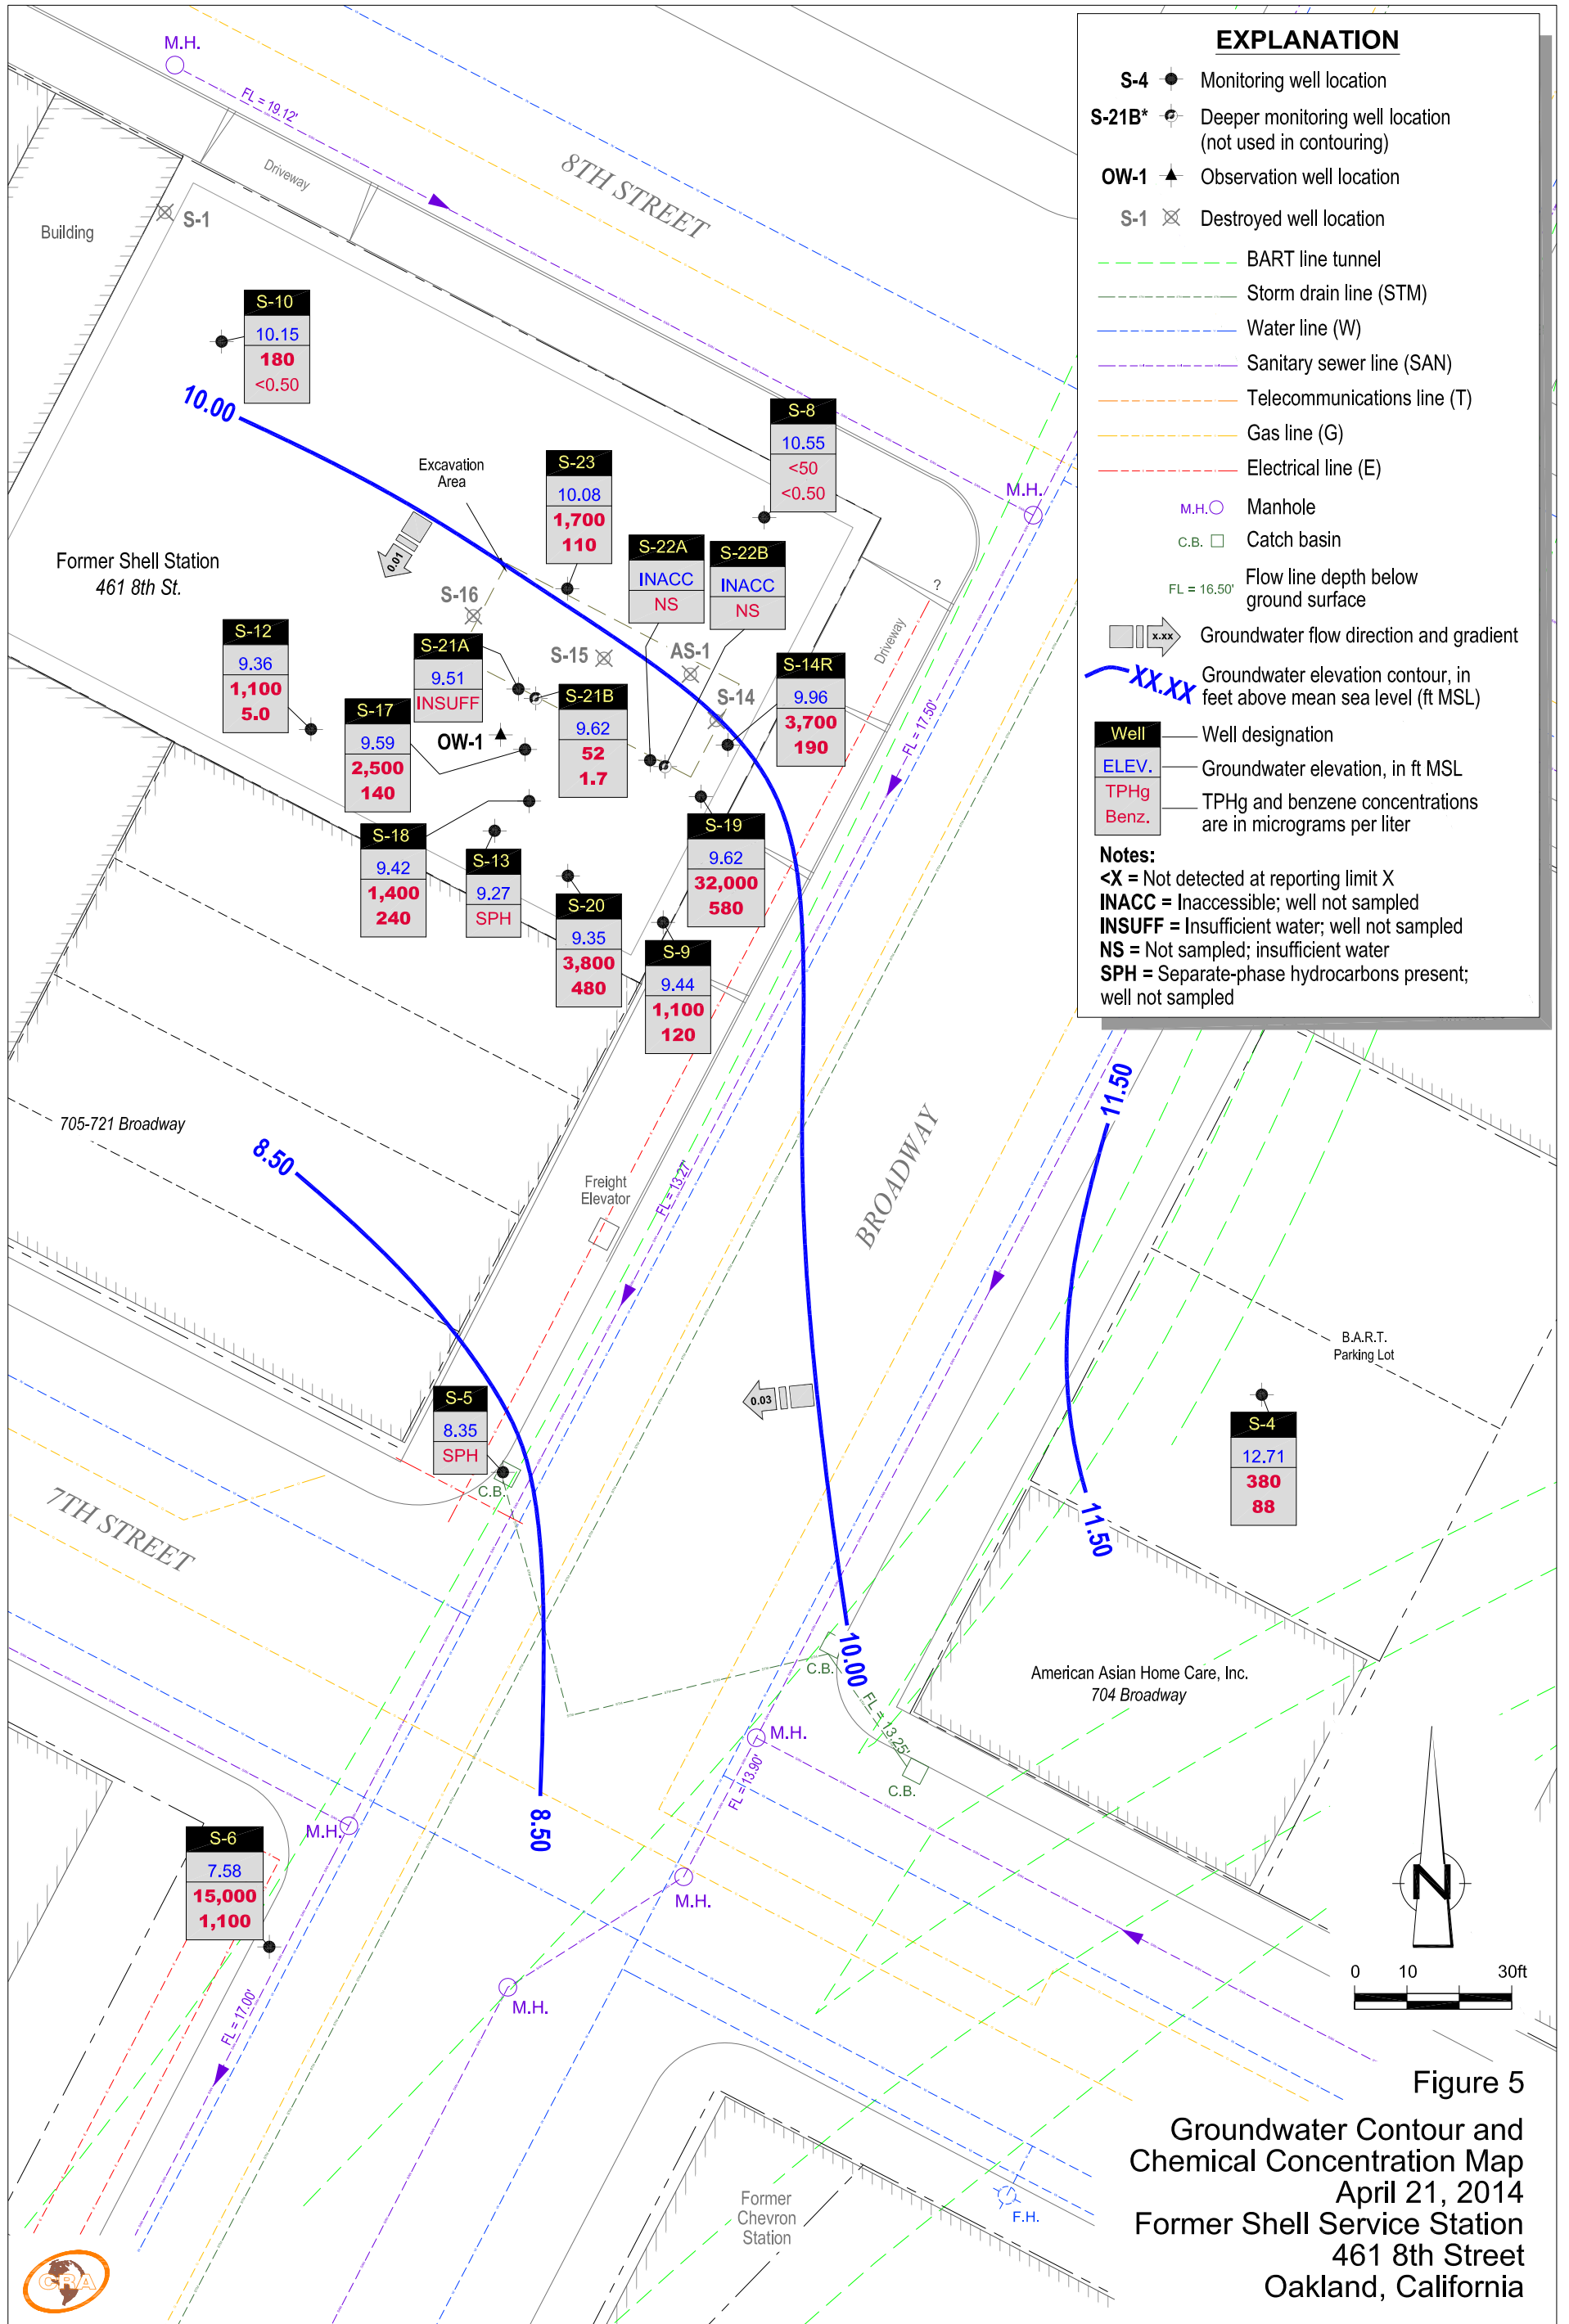 M.H.
FL = 19.12'
Driveway
8TH STREET
Building
S-1
S-10
10.15
180
<0.50
10.00
Excavation
Area
S-23
10.08
1,700
110
S-8
10.55
<50
<0.50
M.H.
0.01
Former Shell Station
461 8th St.
S-16
S-22A
INACC
NS
S-22B
INACC
NS
?
Driveway
S-12
9.36
1,100
5.0
S-21A
9.51
INSUFF
S-15
AS-1
S-14
S-14R
9.96
3,700
190
S-17
9.59
2,500
140
OW-1
S-21B
9.62
52
1.7
FL = 17.50'
S-18
9.42
1,400
240
S-13
9.27
SPH
S-19
9.62
32,000
580
S-20
9.35
3,800
480
S-9
9.44
1,100
120
705-721 Broadway
8.50
Freight
Elevator
FL = 13.27'
BROADWAY
11.50
B.A.R.T.
Parking Lot
0.03
S-5
8.35
SPH
C.B.
S-4
12.71
380
88
11.50
7TH STREET
10.00
C.B.
FL = 13.25'
C.B.
American Asian Home Care, Inc.
704 Broadway
M.H.
FL = 13.90'
8.50
M.H.
S-6
7.58
15,000
1,100
M.H.
M.H.
FL = 17.00'
N
0 10 30ft
Former
Chevron
Station
F.H.
CRA
EXPLANATION
S-4 Monitoring well location
S-21B* Deeper monitoring well location
(not used in contouring)
OW-1 Observation well location
S-1 Destroyed well location
BART line tunnel
Storm drain line (STM)
Water line (W)
Sanitary sewer line (SAN)
Telecommunications line (T)
Gas line (G)
Electrical line (E)
M.H. Manhole
C.B. Catch basin
FL = 16.50' Flow line depth below
ground surface
x.xx Groundwater flow direction and gradient
XX.XX Groundwater elevation contour, in
feet above mean sea level (ft MSL)
Well Well designation
ELEV. Groundwater elevation, in ft MSL
TPHg TPHg and benzene concentrations
Benz. are in micrograms per liter
Notes:
<X = Not detected at reporting limit X
INACC = Inaccessible; well not sampled
INSUFF = Insufficient water; well not sampled
NS = Not sampled; insufficient water
SPH = Separate-phase hydrocarbons present;
well not sampled
Figure 5
Groundwater Contour and
Chemical Concentration Map
April 21, 2014
Former Shell Service Station
461 8th Street
Oakland, California